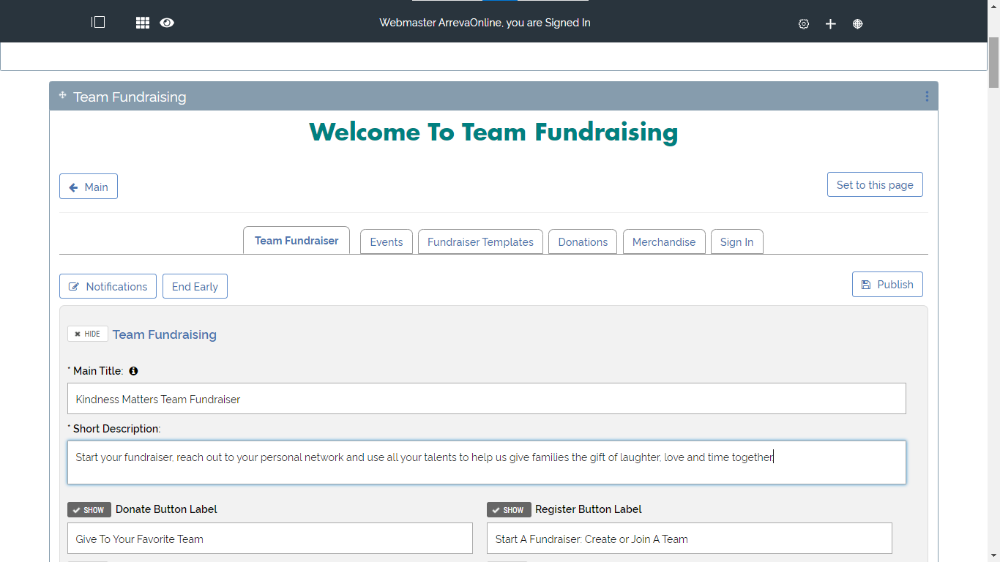 Webmaster ArrevaOnline, you are Signed In
Team Fundraising
Welcome To Team Fundraising
Main
Set to this page
Team Fundraiser
Events
Fundraiser Templates
Donations
Merchandise
Sign In
Notifications
End Early
Publish
HIDE
Team Fundraising
* Main Title:
Kindness Matters Team Fundraiser
* Short Description:
Start your fundraiser, reach out to your personal network and use all your talents to help us give families the gift of laughter, love and time together
SHOW Donate Button Label
SHOW Register Button Label
Give To Your Favorite Team
Start A Fundraiser: Create or Join A Team